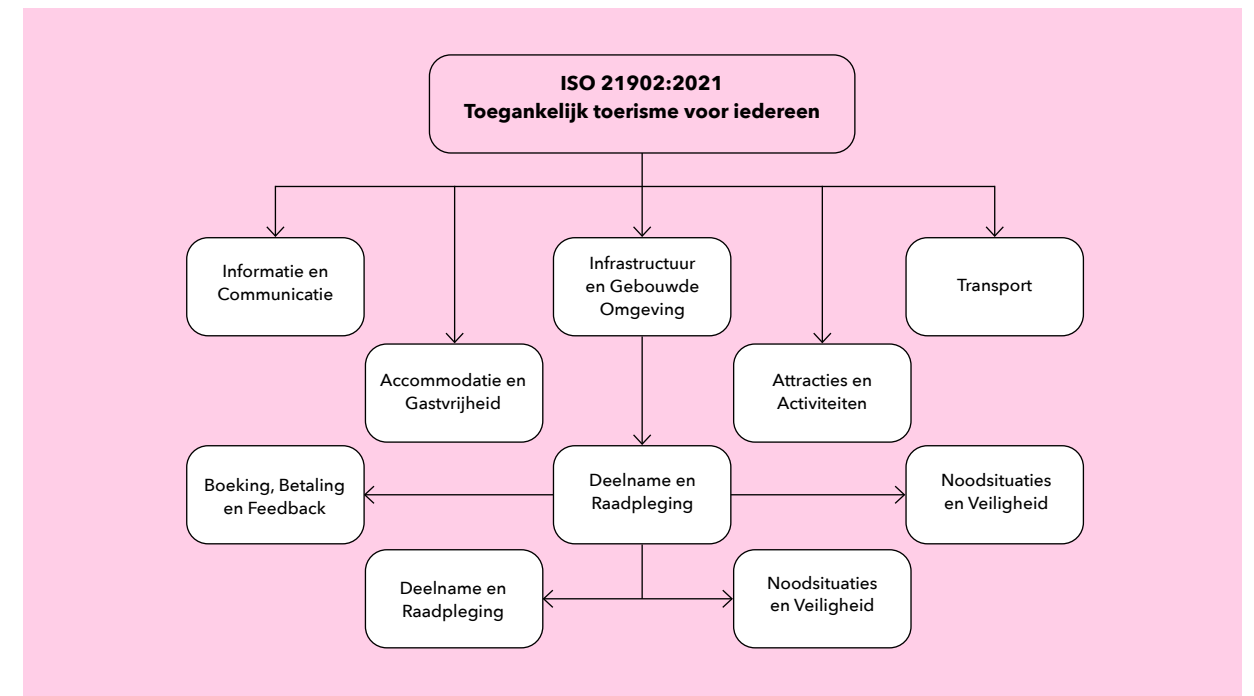 ISO 21902:2021
Toegankelijk toerisme voor iedereen
Informatie en
Communicatie
Infrastructuur
en Gebouwde
Omgeving
Transport
Accommodatie en
Gastvrijheid
Attracties en
Activiteiten
Boeking, Betaling
en Feedback
Deelname en
Raadpleging
Noodsituaties
en Veiligheid
Deelname en
Raadpleging
Noodsituaties
en Veiligheid